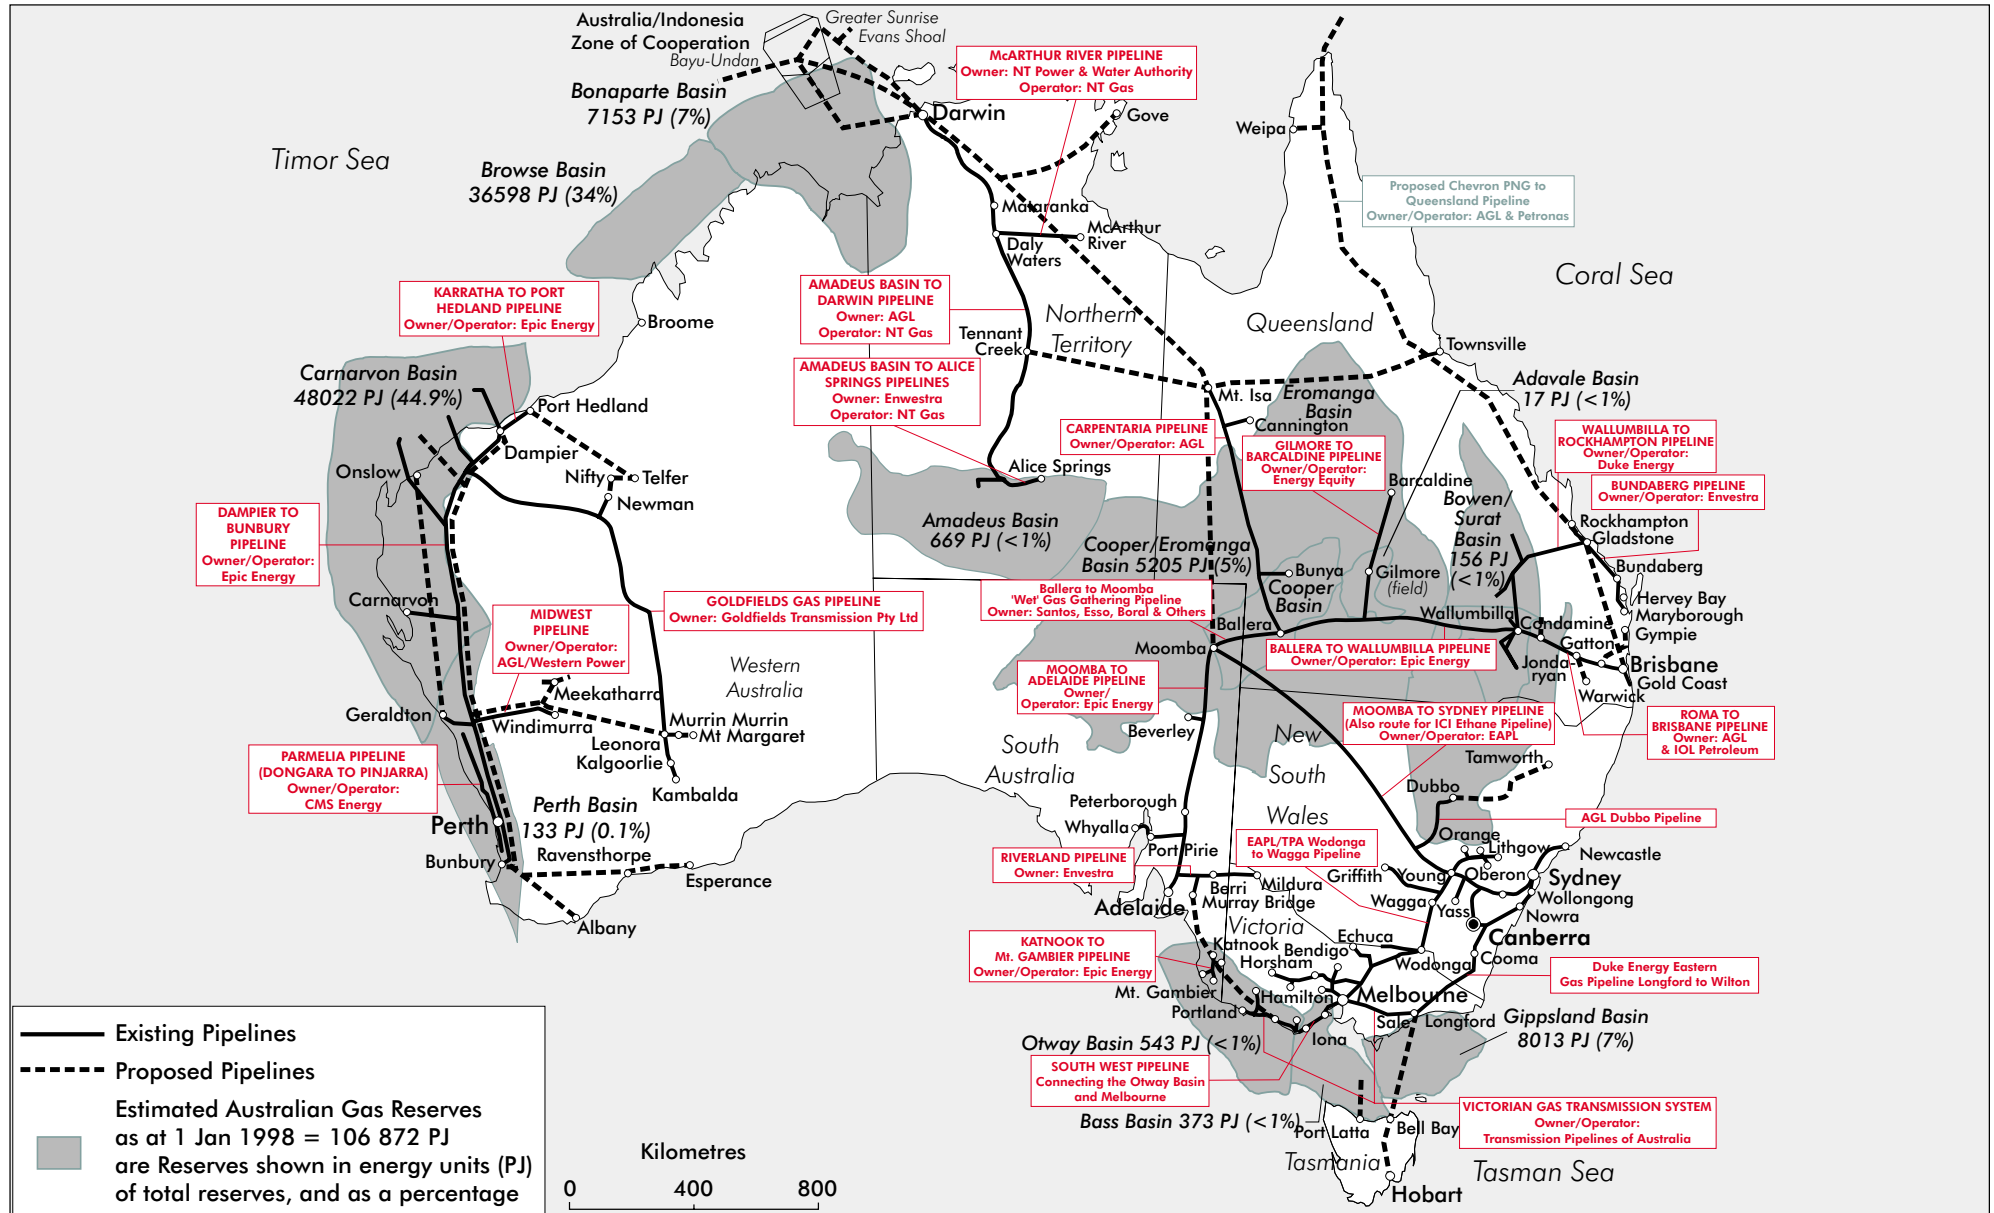 Australia/Indonesia
Zone of Cooperation
Greater Sunrise
Evans Shoal
Bayu-Undan
Bonaparte Basin
7153 PJ (7%)
Darwin
McARTHUR RIVER PIPELINE
Owner: NT Power & Water Authority
Operator: NT Gas
Gove
Weipa
Timor Sea
Browse Basin
36598 PJ (34%)
Proposed Chevron PNG to
Queensland Pipeline
Owner/Operator: AGL & Petronas
Mataranka
McArthur
River
Daly
Waters
Coral Sea
KARRATHA TO PORT
HEDLAND PIPELINE
Owner/Operator: Epic Energy
Broome
AMADEUS BASIN TO
DARWIN PIPELINE
Owner: AGL
Operator: NT Gas
Northern
Territory
Queensland
Tennant
Creek
Townsville
AMADEUS BASIN TO ALICE
SPRINGS PIPELINES
Owner: Enwestra
Operator: NT Gas
Carnarvon Basin
48022 PJ (44.9%)
Port Hedland
Mt. Isa
Eromanga
Basin
Cannington
Adavale Basin
17 PJ (<1%)
CARPENTARIA PIPELINE
Owner/Operator: AGL
GILMORE TO
BARCALDINE PIPELINE
Owner/Operator:
Energy Equity
WALLUMBILLA TO
ROCKHAMPTON PIPELINE
Owner/Operator:
Duke Energy
Dampier
Onslow
Nifty
Telfer
Newman
Alice Springs
Barcaldine
BUNDABERG PIPELINE
Owner/Operator: Envestra
Bowen/
Surat
Basin
156 PJ
(<1%)
DAMPIER TO
BUNBURY
PIPELINE
Owner/Operator:
Epic Energy
Amadeus Basin
669 PJ (<1%)
Cooper/Eromanga
Basin 5205 PJ (5%)
Rockhampton
Gladstone
Bundaberg
Bunya
Cooper
Basin
Gilmore
(field)
Carnarvon
MIDWEST
PIPELINE
Owner/Operator:
AGL/Western Power
GOLDFIELDS GAS PIPELINE
Owner: Goldfields Transmission Pty Ltd
Ballera to Moomba
'Wet' Gas Gathering Pipeline
Owner: Santos, Esso, Boral & Others
Ballera
Wallumbilla
Condamine
Hervey Bay
Maryborough
Gympie
Gatton
Moomba
BALLERA TO WALLUMBILLA PIPELINE
Owner/Operator: Epic Energy
Jonda-
ryan
Brisbane
Gold Coast
Warwick
Western
Australia
MOOMBA TO
ADELAIDE PIPELINE
Owner/
Operator: Epic Energy
Meekatharra
Geraldton
Windimurra
Murrin Murrin
Mt Margaret
Leonora
Kalgoorlie
Kambalda
MOOMBA TO SYDNEY PIPELINE
(Also route for ICI Ethane Pipeline)
Owner/Operator: EAPL
ROMA TO
BRISBANE PIPELINE
Owner: AGL
& IOL Petroleum
Beverley
New
South
Wales
South
Australia
Tamworth
Dubbo
PARMELIA PIPELINE
(DONGARA TO PINJARRA)
Owner/Operator:
CMS Energy
Perth Basin
133 PJ (0.1%)
Perth
Bunbury
Ravensthorpe
Esperance
Albany
Peterborough
Whyalla
Port Pirie
AGL Dubbo Pipeline
EAPL/TPA Wodonga
to Wagga Pipeline
Orange
Lithgow
Newcastle
RIVERLAND PIPELINE
Owner: Envestra
Griffith
Young
Oberon
Sydney
Wollongong
Berri
Mildura
Murray Bridge
Adelaide
Wagga
Yass
Nowra
Victoria
Canberra
Cooma
KATNOOK TO
Mt. GAMBIER PIPELINE
Owner/Operator: Epic Energy
Katnook
Horsham
Bendigo
Echuca
Wodonga
Duke Energy Eastern
Gas Pipeline Longford to Wilton
Mt. Gambier
Portland
Hamilton
Melbourne
Iona
Sale
Longford
Gippsland Basin
8013 PJ (7%)
Otway Basin 543 PJ (<1%)
SOUTH WEST PIPELINE
Connecting the Otway Basin
and Melbourne
Bass Basin 373 PJ (<1%)
Port Latta
Bell Bay
VICTORIAN GAS TRANSMISSION SYSTEM
Owner/Operator:
Transmission Pipelines of Australia
Tasmania
Tasman Sea
Hobart
Existing Pipelines
Proposed Pipelines
Estimated Australian Gas Reserves
as at 1 Jan 1998 = 106 872 PJ
are Reserves shown in energy units (PJ)
of total reserves, and as a percentage
Kilometres
0 400 800